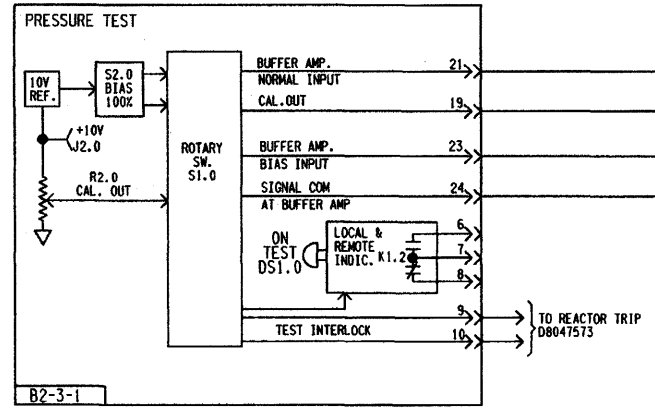 PRESSURE TEST
10V
REF.
S2.0
BIAS
100%
+10V
J2.0
R2.0
CAL. OUT
ROTARY
SW.
S1.0
BUFFER AMP.
NORMAL INPUT
21
CAL.OUT
19
BUFFER AMP.
BIAS INPUT
23
SIGNAL COM
AT BUFFER AMP
24
ON
TEST
DS1.0
LOCAL &
REMOTE
INDIC. K1.2
6
7
8
9
TEST INTERLOCK
10
TO REACTOR TRIP
D8047573
B2-3-1